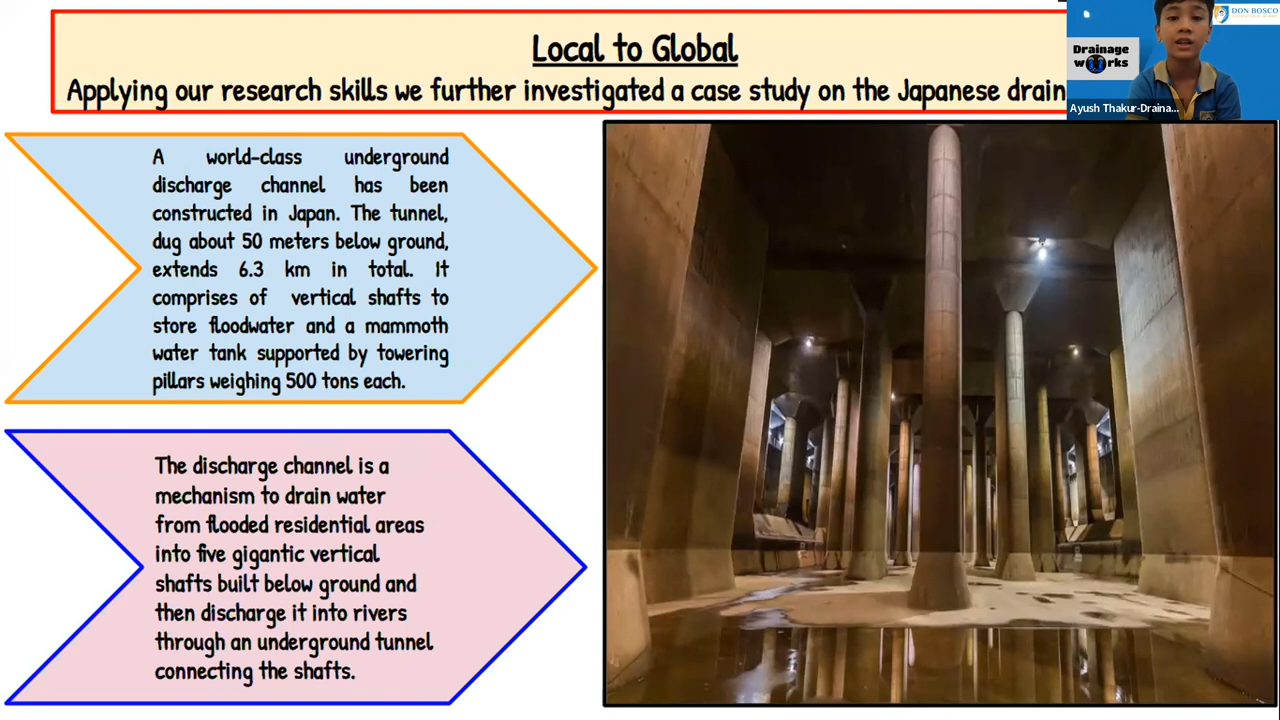 Local to Global
Applying our research skills we further investigated a case study on the Japanese drain
DON BOSCO
Drainage
works
Ayush Thakur-Draina...
A world-class underground
discharge channel has been
constructed in Japan. The tunnel,
dug about 50 meters below ground,
extends 6.3 km in total. It
comprises of vertical shafts to
store floodwater and a mammoth
water tank supported by towering
pillars weighing 500 tons each.
The discharge channel is a
mechanism to drain water
from flooded residential areas
into five gigantic vertical
shafts built below ground and
then discharge it into rivers
through an underground tunnel
connecting the shafts.